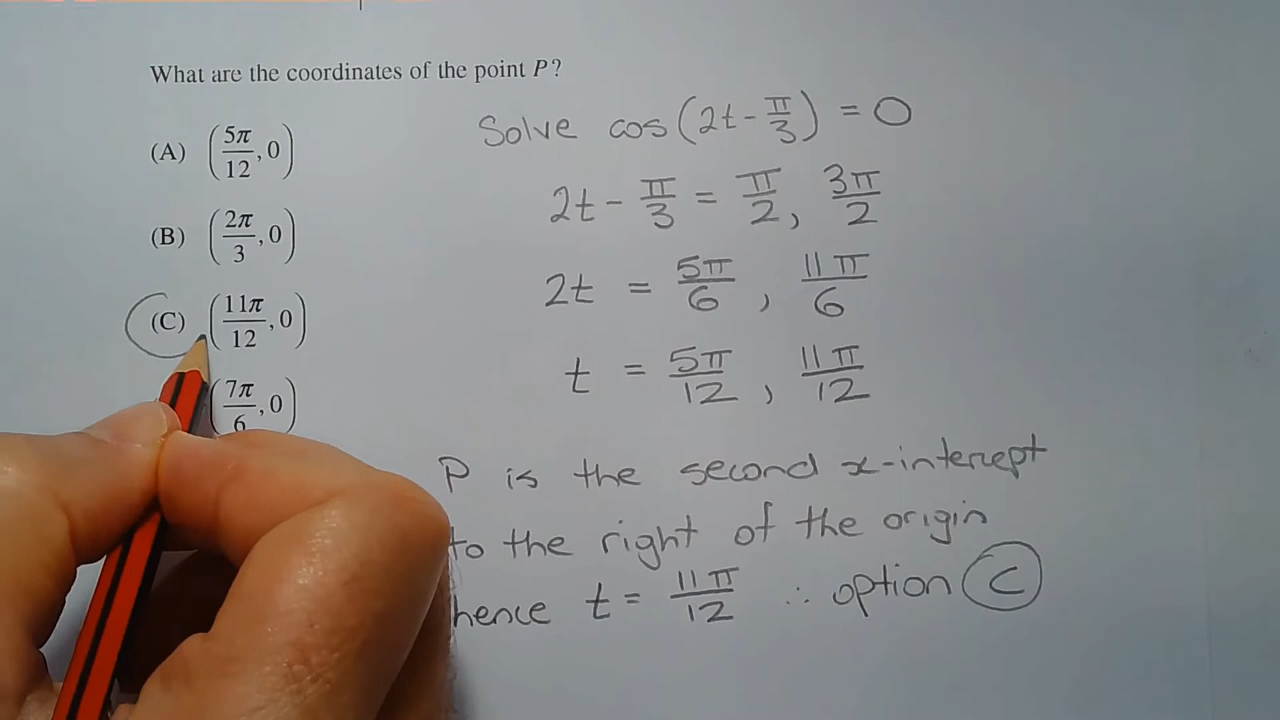 What are the coordinates of the point P?
(A) (5π/12, 0)
(B) (2π/3, 0)
(C) (11π/12, 0)
(7π/6, 0)
Solve cos(2t - π/3) = 0
2t - π/3 = π/2, 3π/2
2t = 5π/6, 11π/6
t = 5π/12, 11π/12
P is the second x-intercept
to the right of the origin
hence t = 11π/12 ∴ option C